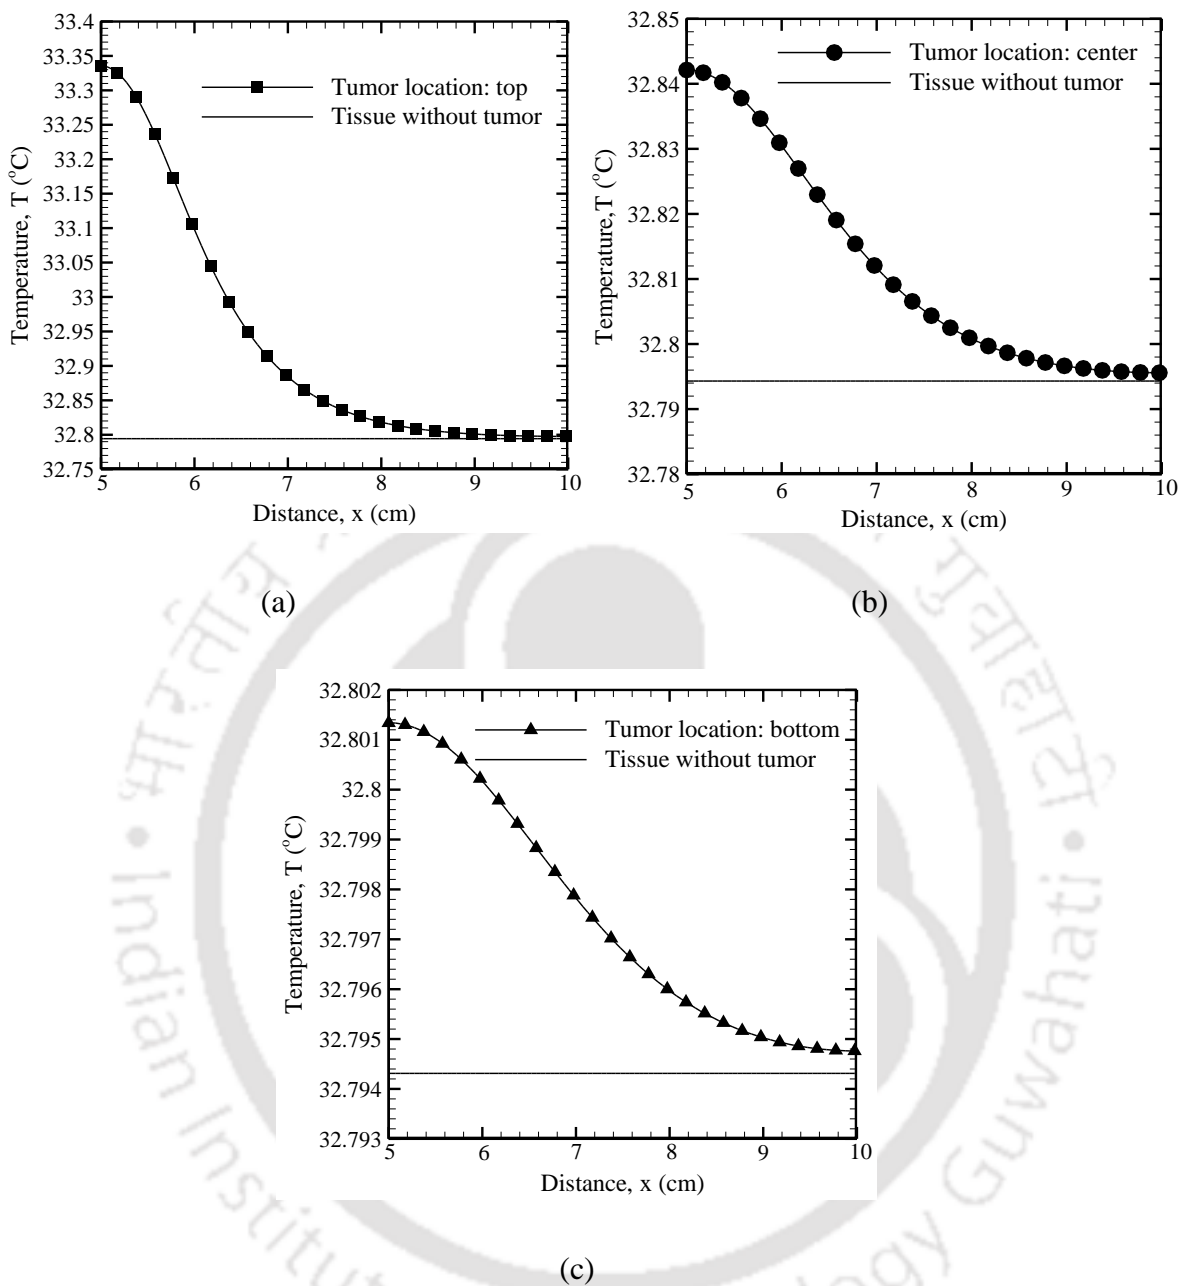 33.4
33.35
33.3
33.25
33.2
33.15
33.1
33.05
33
32.95
32.9
32.85
32.8
32.75
Temperature, T (°C)
Tumor location: top
Tissue without tumor
5 6 7 8 9 10
Distance, x (cm)
(a)
32.85
32.84
32.83
32.82
32.81
32.8
32.79
32.78
Temperature,T (°C)
Tumor location: center
Tissue without tumor
5 6 7 8 9 10
Distance, x (cm)
(b)
32.802
32.801
32.8
32.799
32.798
32.797
32.796
32.795
32.794
32.793
Temperature, T (°C)
Tumor location: bottom
Tissue without tumor
5 6 7 8 9 10
Distance, x (cm)
(c)
भारतीय
गुवाहाटी
Indian
Guwahati